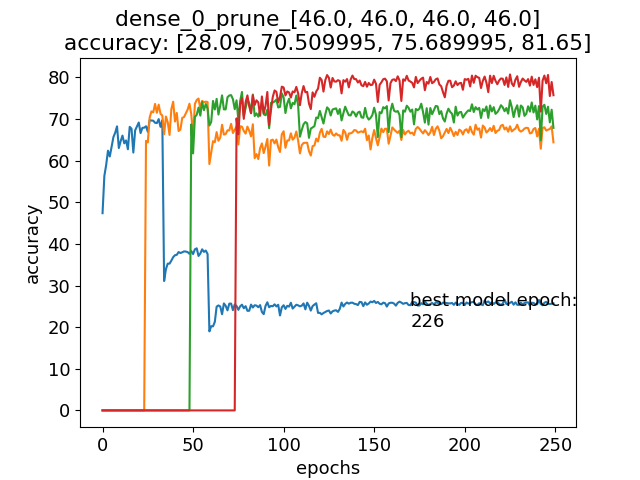 dense_0_prune_[46.0, 46.0, 46.0, 46.0]
accuracy: [28.09, 70.509995, 75.689995, 81.65]
80
70
60
50
40
30
20
10
0
accuracy
best model epoch:
226
0 50 100 150 200 250
epochs